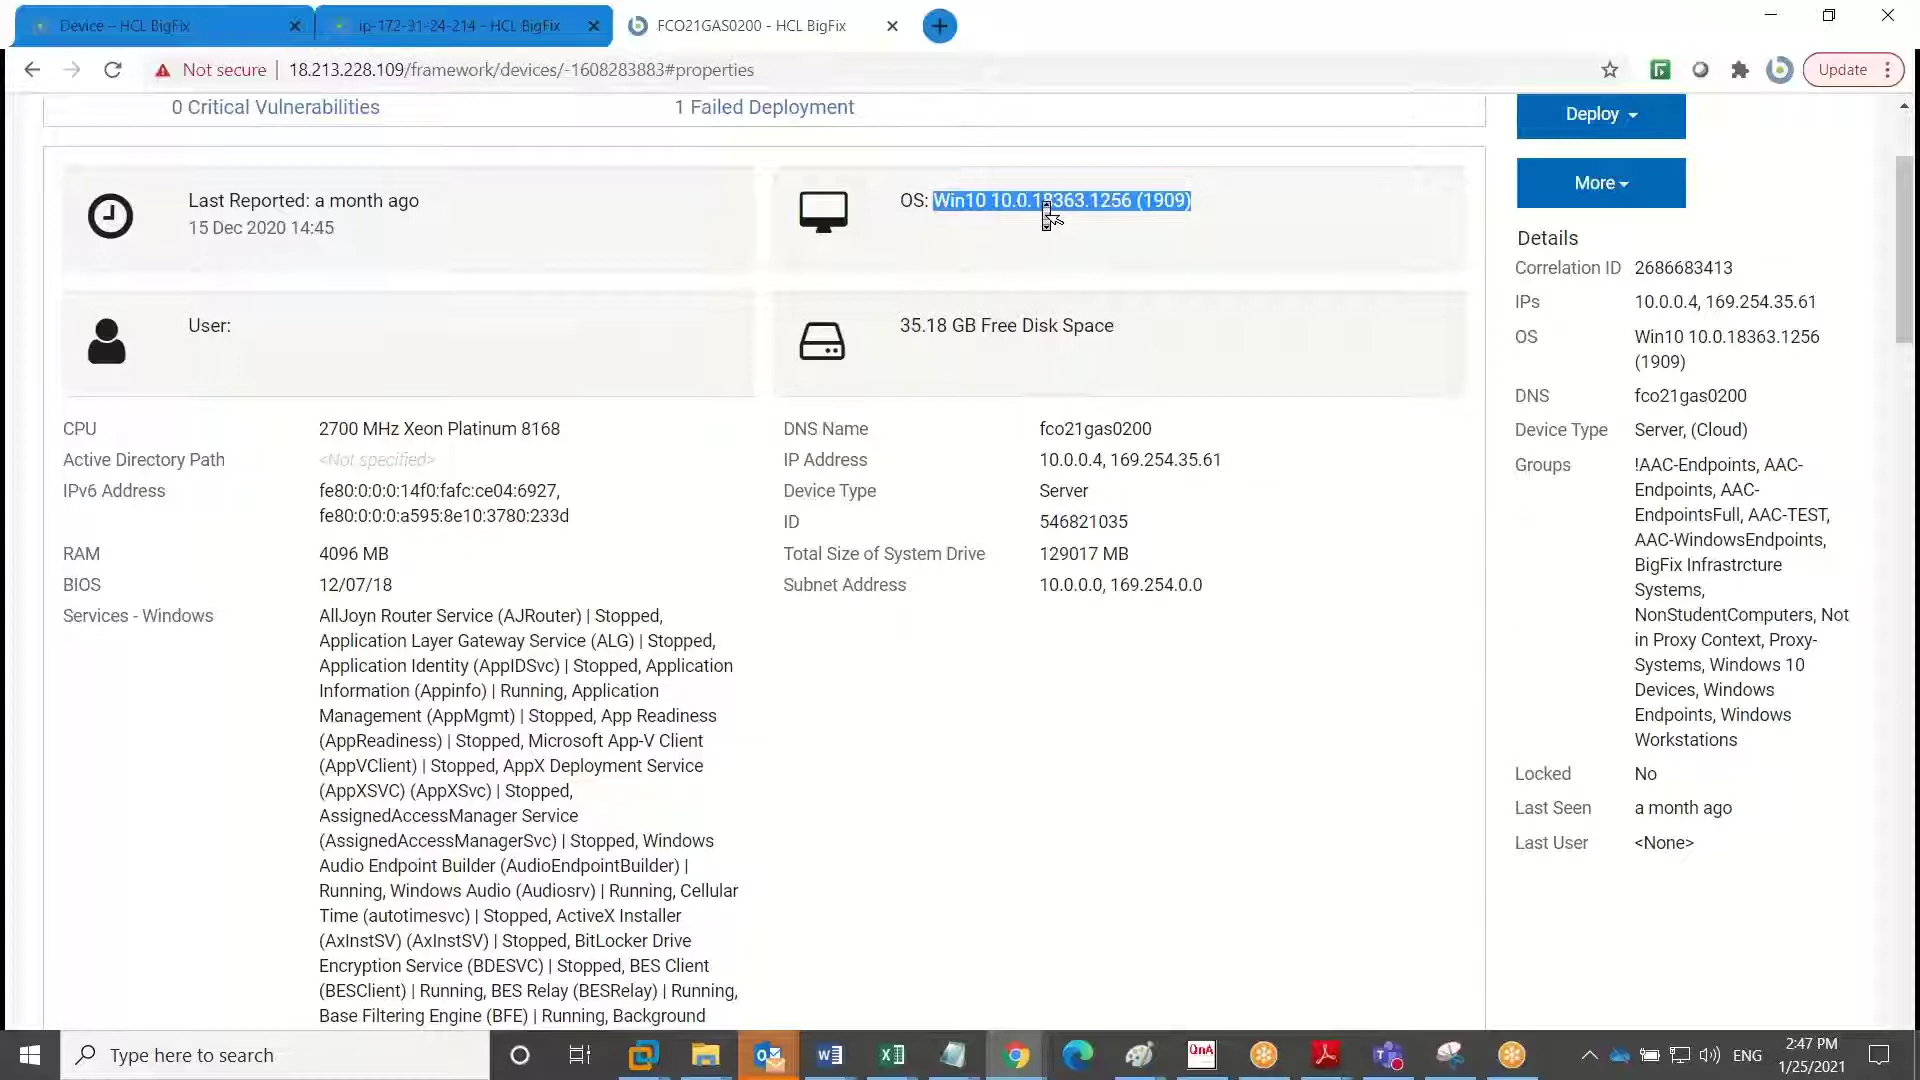 Device – HCL BigFix
ip-172-31-24-214 - HCL BigFix
FCO21GAS0200 - HCL BigFix
Not secure
18.213.228.109/framework/devices/-1608283883#properties
Update
0 Critical Vulnerabilities
1 Failed Deployment
Last Reported: a month ago
15 Dec 2020 14:45
OS: Win10 10.0.18363.1256 (1909)
User:
35.18 GB Free Disk Space
CPU 2700 MHz Xeon Platinum 8168
Active Directory Path <Not specified>
IPv6 Address fe80:0:0:0:14f0:fafc:ce04:6927,
fe80:0:0:0:a595:8e10:3780:233d
RAM 4096 MB
BIOS 12/07/18
Services - Windows AllJoyn Router Service (AJRouter) | Stopped,
Application Layer Gateway Service (ALG) | Stopped,
Application Identity (AppIDSvc) | Stopped, Application
Information (Appinfo) | Running, Application
Management (AppMgmt) | Stopped, App Readiness
(AppReadiness) | Stopped, Microsoft App-V Client
(AppVClient) | Stopped, AppX Deployment Service
(AppXSVC) (AppXSvc) | Stopped,
AssignedAccessManager Service
(AssignedAccessManagerSvc) | Stopped, Windows
Audio Endpoint Builder (AudioEndpointBuilder) |
Running, Windows Audio (Audiosrv) | Running, Cellular
Time (autotimesvc) | Stopped, ActiveX Installer
(AxInstSV) (AxInstSV) | Stopped, BitLocker Drive
Encryption Service (BDESVC) | Stopped, BES Client
(BESClient) | Running, BES Relay (BESRelay) | Running,
Base Filtering Engine (BFE) | Running, Background
DNS Name fco21gas0200
IP Address 10.0.0.4, 169.254.35.61
Device Type Server
ID 546821035
Total Size of System Drive 129017 MB
Subnet Address 10.0.0.0, 169.254.0.0
Deploy
More
Details
Correlation ID 2686683413
IPs 10.0.0.4, 169.254.35.61
OS Win10 10.0.18363.1256
(1909)
DNS fco21gas0200
Device Type Server, (Cloud)
Groups !AAC-Endpoints, AAC-
Endpoints, AAC-
EndpointsFull, AAC-TEST,
AAC-WindowsEndpoints,
BigFix Infrastrcture
Systems,
NonStudentComputers, Not
in Proxy Context, Proxy-
Systems, Windows 10
Devices, Windows
Endpoints, Windows
Workstations
Locked No
Last Seen a month ago
Last User <None>
Type here to search
QnA
ENG
2:47 PM
1/25/2021